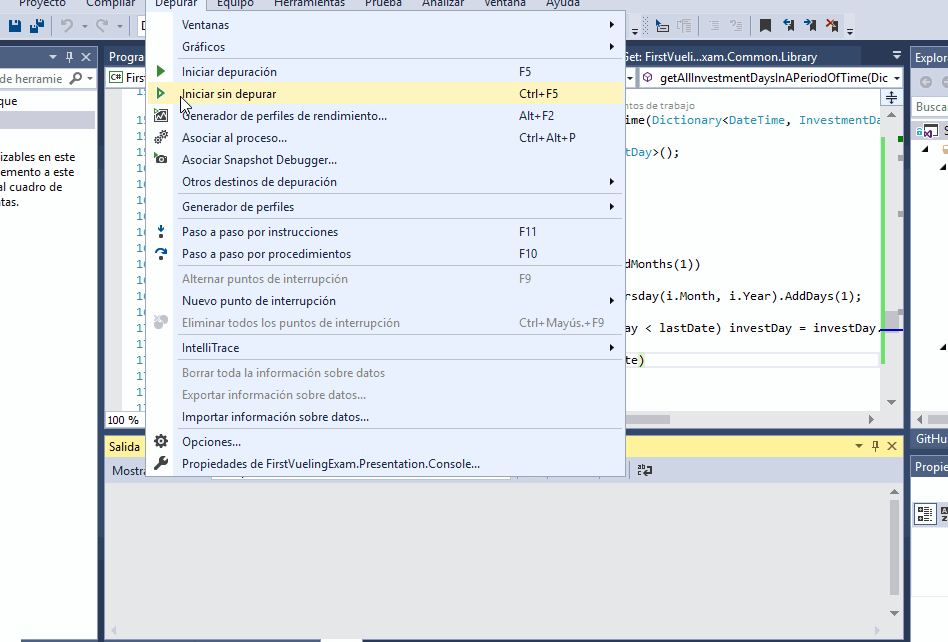 Proyecto Compilar Depurar Equipo Herramientas Prueba Analizar Ventana Ayuda
Ventanas
Gráficos
Iniciar depuración F5
Iniciar sin depurar Ctrl+F5
Generador de perfiles de rendimiento... Alt+F2
Asociar al proceso... Ctrl+Alt+P
Asociar Snapshot Debugger...
Otros destinos de depuración
Generador de perfiles
Paso a paso por instrucciones F11
Paso a paso por procedimientos F10
Alternar puntos de interrupción F9
Nuevo punto de interrupción
Eliminar todos los puntos de interrupción Ctrl+Mayús.+F9
IntelliTrace
Borrar toda la información sobre datos
Exportar información sobre datos...
Importar información sobre datos...
Opciones...
Propiedades de FirstVuelingExam.Presentation.Console...
de herramie
que
izables en este
emento a este
al cuadro de
tas.
Progra
C# First
Get: FirstVueli...xam.Common.Library
getAllInvestmentDaysInAPeriodOfTime(Dic
ntos de trabajo
ime(Dictionary<DateTime, InvestmentDa
tDay>();
dMonths(1))
rsday(i.Month, i.Year).AddDays(1);
ay < lastDate) investDay = investDay.
te)
100 %
Salida
Mostra
Explor
Busca
GitHu
Propie